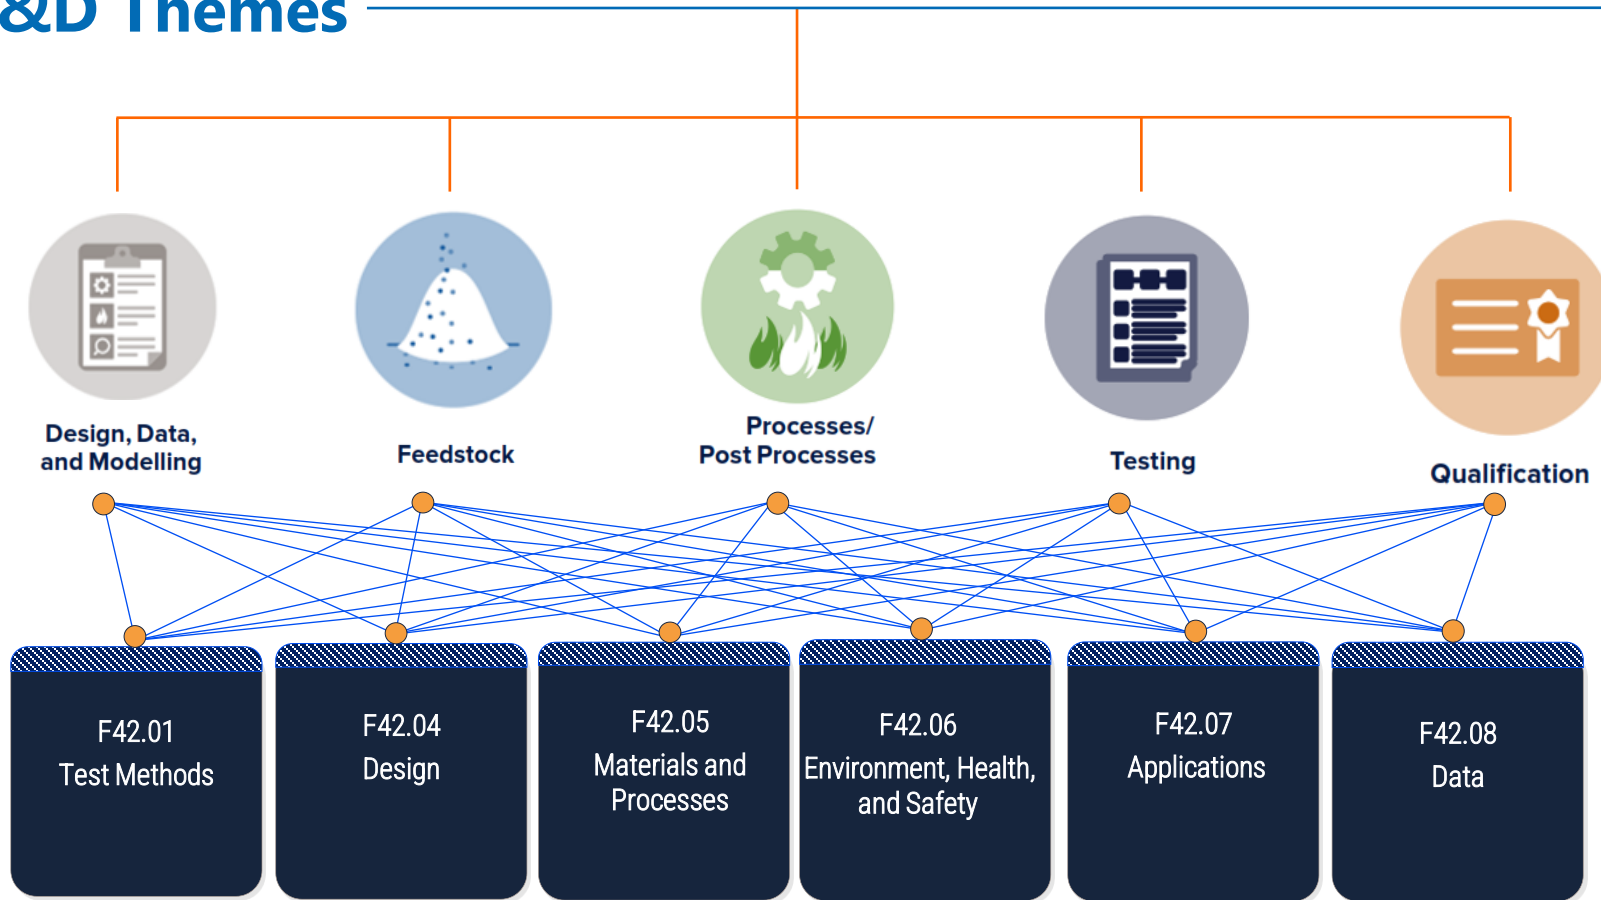 &D Themes
Design, Data,
and Modelling
Feedstock
Processes/
Post Processes
Testing
Qualification
F42.01
Test Methods
F42.04
Design
F42.05
Materials and
Processes
F42.06
Environment, Health,
and Safety
F42.07
Applications
F42.08
Data